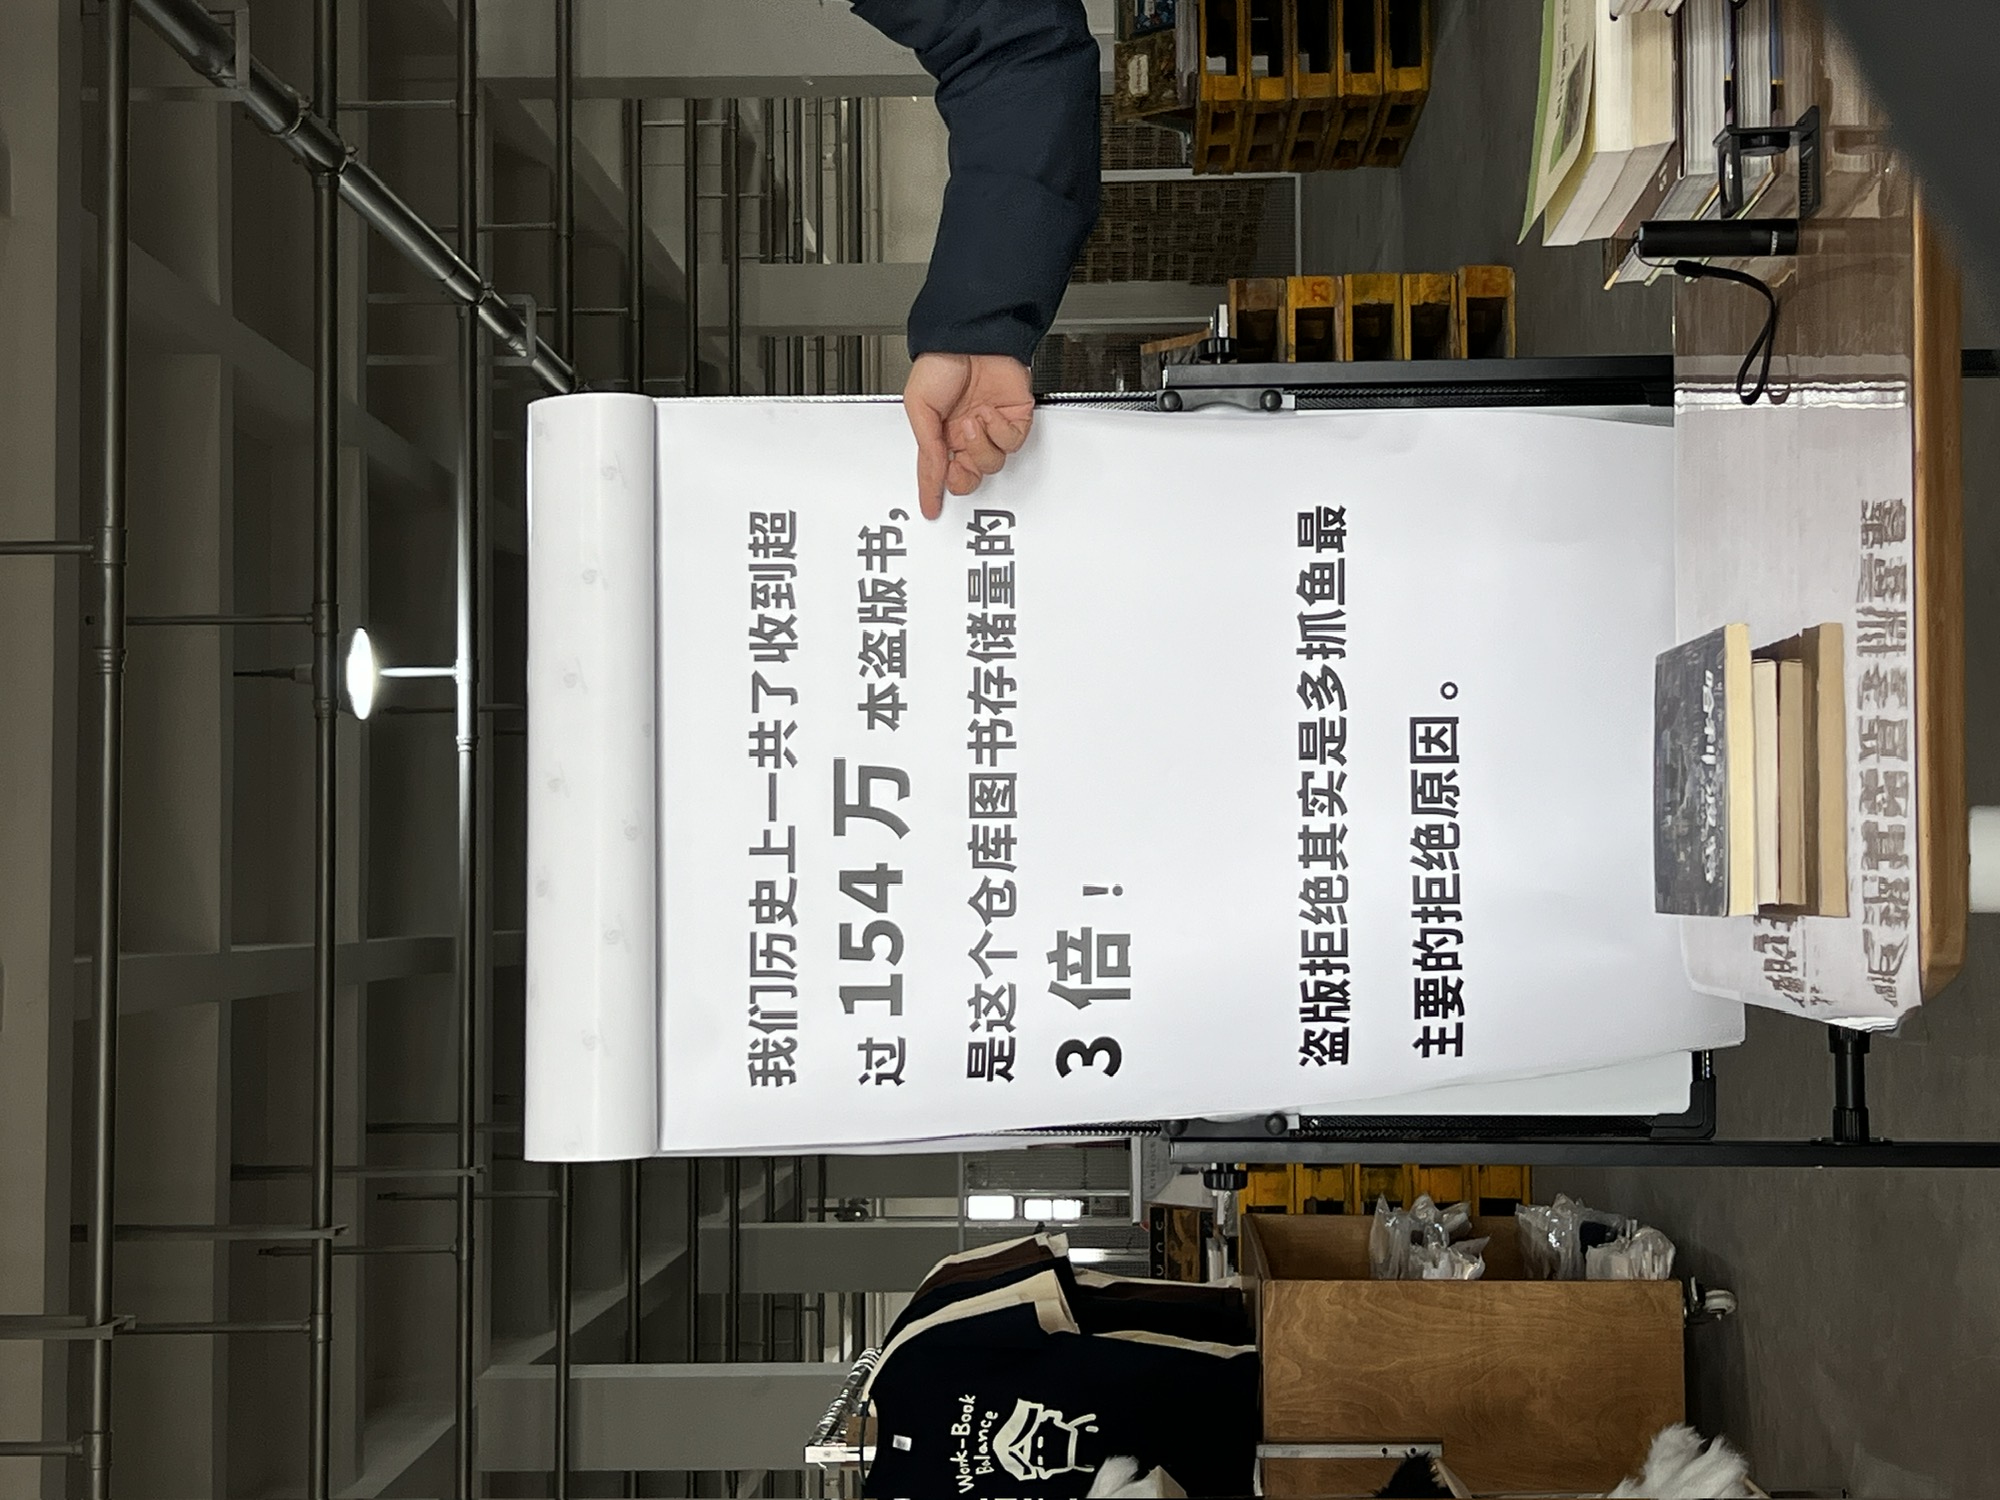 我们历史上一共了收到超
过 154 万 本盗版书，
是这个仓库图书存储量的
3 倍！
盗版拒绝其实是多抓鱼最
主要的拒绝原因。
Work-Book
Balance